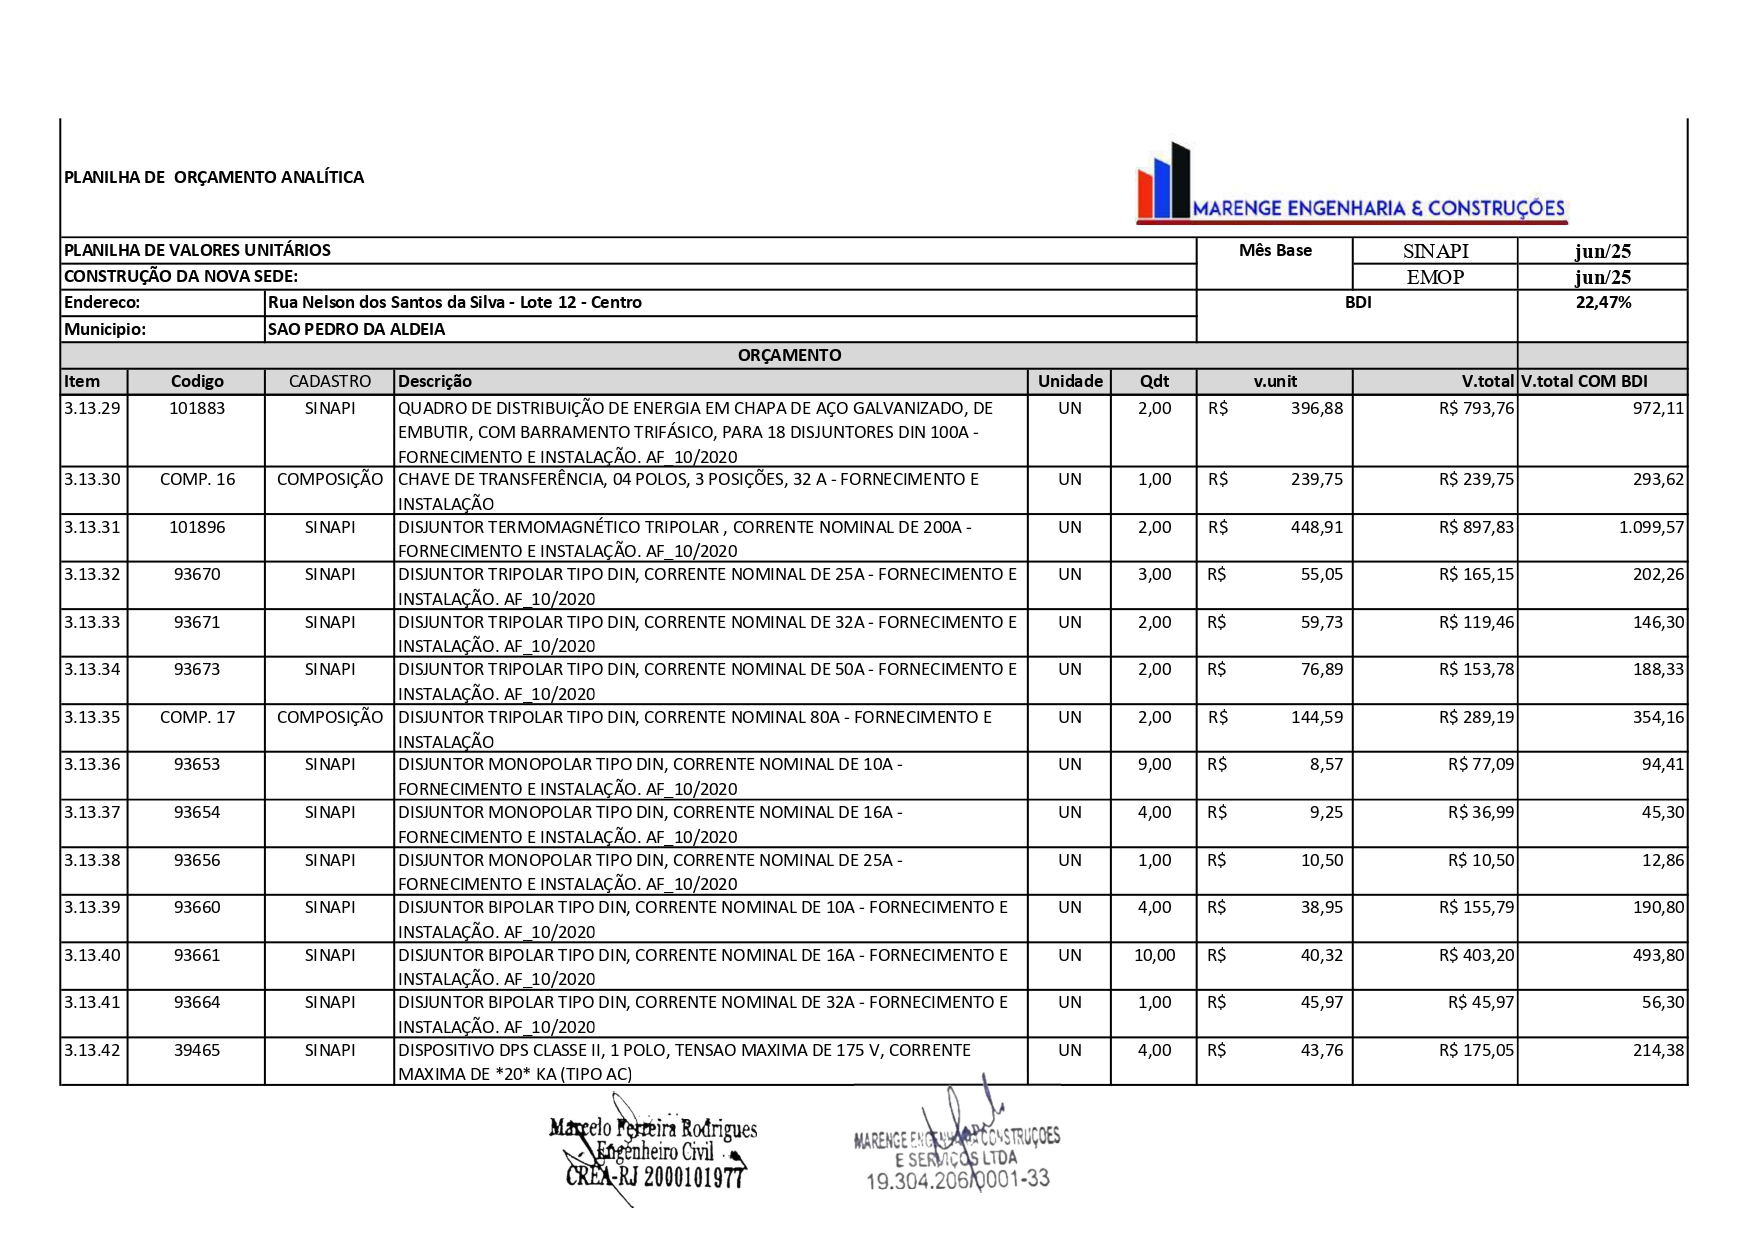 PLANILHA DE ORÇAMENTO ANALÍTICA
MARENGE ENGENHARIA & CONSTRUÇÕES
PLANILHA DE VALORES UNITÁRIOS Mês Base SINAPI jun/25
CONSTRUÇÃO DA NOVA SEDE: EMOP jun/25
Endereco: Rua Nelson dos Santos da Silva - Lote 12 - Centro BDI 22,47%
Municipio: SAO PEDRO DA ALDEIA
ORÇAMENTO
Item Codigo CADASTRO Descrição Unidade Qdt v.unit V.total V.total COM BDI
3.13.29 101883 SINAPI QUADRO DE DISTRIBUIÇÃO DE ENERGIA EM CHAPA DE AÇO GALVANIZADO, DE UN 2,00 R$ 396,88 R$ 793,76 972,11
EMBUTIR, COM BARRAMENTO TRIFÁSICO, PARA 18 DISJUNTORES DIN 100A -
FORNECIMENTO E INSTALAÇÃO. AF_10/2020
3.13.30 COMP. 16 COMPOSIÇÃO CHAVE DE TRANSFERÊNCIA, 04 POLOS, 3 POSIÇÕES, 32 A - FORNECIMENTO E UN 1,00 R$ 239,75 R$ 239,75 293,62
INSTALAÇÃO
3.13.31 101896 SINAPI DISJUNTOR TERMOMAGNÉTICO TRIPOLAR , CORRENTE NOMINAL DE 200A - UN 2,00 R$ 448,91 R$ 897,83 1.099,57
FORNECIMENTO E INSTALAÇÃO. AF_10/2020
3.13.32 93670 SINAPI DISJUNTOR TRIPOLAR TIPO DIN, CORRENTE NOMINAL DE 25A - FORNECIMENTO E UN 3,00 R$ 55,05 R$ 165,15 202,26
INSTALAÇÃO. AF_10/2020
3.13.33 93671 SINAPI DISJUNTOR TRIPOLAR TIPO DIN, CORRENTE NOMINAL DE 32A - FORNECIMENTO E UN 2,00 R$ 59,73 R$ 119,46 146,30
INSTALAÇÃO. AF_10/2020
3.13.34 93673 SINAPI DISJUNTOR TRIPOLAR TIPO DIN, CORRENTE NOMINAL DE 50A - FORNECIMENTO E UN 2,00 R$ 76,89 R$ 153,78 188,33
INSTALAÇÃO. AF_10/2020
3.13.35 COMP. 17 COMPOSIÇÃO DISJUNTOR TRIPOLAR TIPO DIN, CORRENTE NOMINAL 80A - FORNECIMENTO E UN 2,00 R$ 144,59 R$ 289,19 354,16
INSTALAÇÃO
3.13.36 93653 SINAPI DISJUNTOR MONOPOLAR TIPO DIN, CORRENTE NOMINAL DE 10A - UN 9,00 R$ 8,57 R$ 77,09 94,41
FORNECIMENTO E INSTALAÇÃO. AF_10/2020
3.13.37 93654 SINAPI DISJUNTOR MONOPOLAR TIPO DIN, CORRENTE NOMINAL DE 16A - UN 4,00 R$ 9,25 R$ 36,99 45,30
FORNECIMENTO E INSTALAÇÃO. AF_10/2020
3.13.38 93656 SINAPI DISJUNTOR MONOPOLAR TIPO DIN, CORRENTE NOMINAL DE 25A - UN 1,00 R$ 10,50 R$ 10,50 12,86
FORNECIMENTO E INSTALAÇÃO. AF_10/2020
3.13.39 93660 SINAPI DISJUNTOR BIPOLAR TIPO DIN, CORRENTE NOMINAL DE 10A - FORNECIMENTO E UN 4,00 R$ 38,95 R$ 155,79 190,80
INSTALAÇÃO. AF_10/2020
3.13.40 93661 SINAPI DISJUNTOR BIPOLAR TIPO DIN, CORRENTE NOMINAL DE 16A - FORNECIMENTO E UN 10,00 R$ 40,32 R$ 403,20 493,80
INSTALAÇÃO. AF_10/2020
3.13.41 93664 SINAPI DISJUNTOR BIPOLAR TIPO DIN, CORRENTE NOMINAL DE 32A - FORNECIMENTO E UN 1,00 R$ 45,97 R$ 45,97 56,30
INSTALAÇÃO. AF_10/2020
3.13.42 39465 SINAPI DISPOSITIVO DPS CLASSE II, 1 POLO, TENSAO MAXIMA DE 175 V, CORRENTE UN 4,00 R$ 43,76 R$ 175,05 214,38
MAXIMA DE *20* KA (TIPO AC)
Marcelo Ferreira Rodrigues
Engenheiro Civil
CREA-RJ 2000101977
MARENGE ENGENHARIA CONSTRUÇOES
E SERVIÇOS LTDA
19.304.206/0001-33